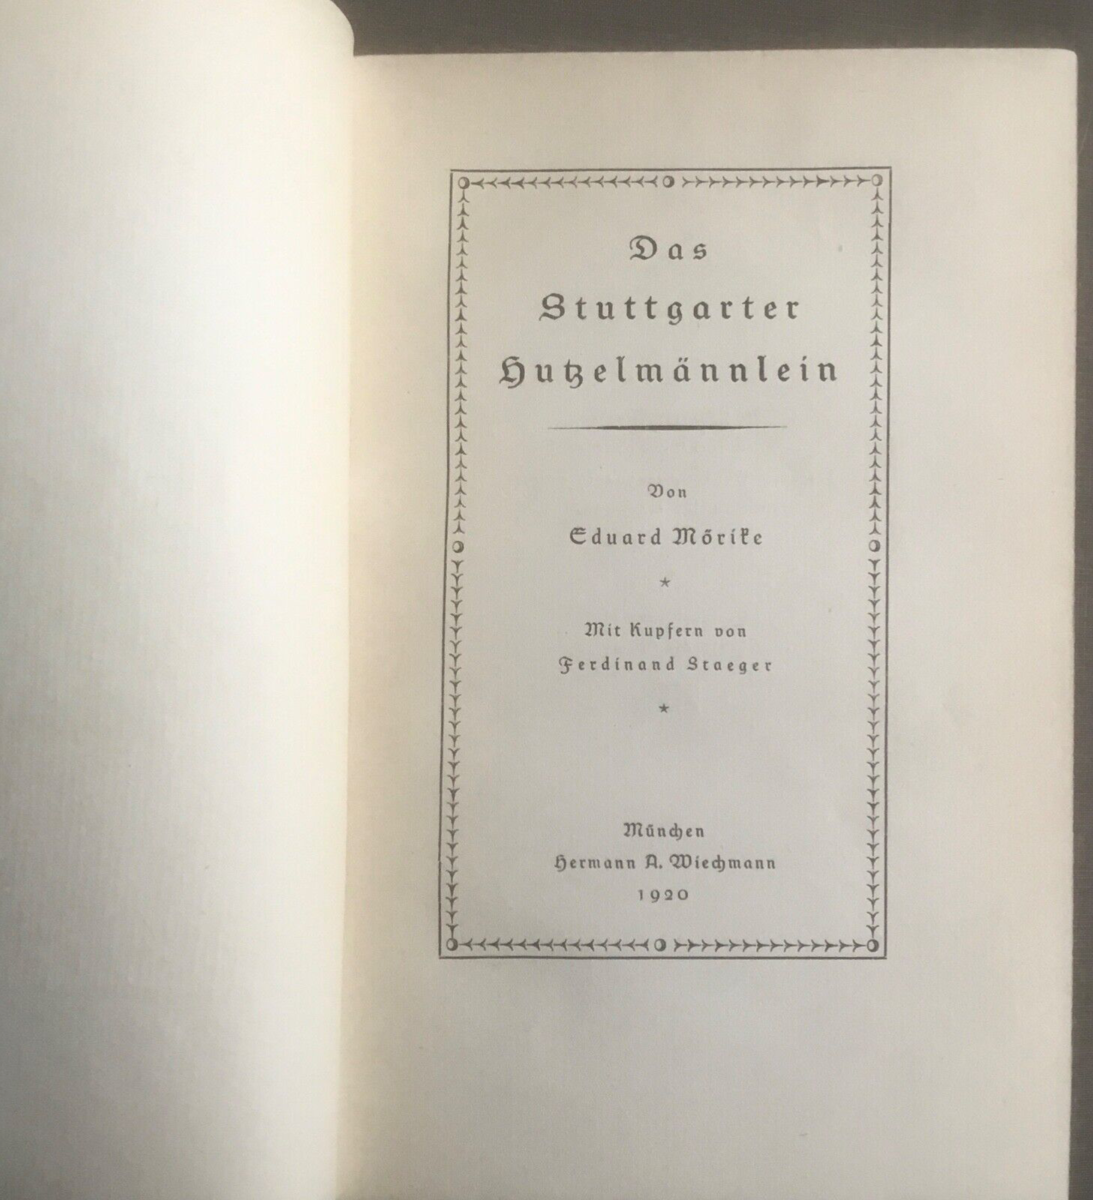 Das
Stuttgarter
Hutzelmännlein
Von
Eduard Mörike
*
Mit Kupfern von
Ferdinand Staeger
*
München
Hermann A. Wiechmann
1920